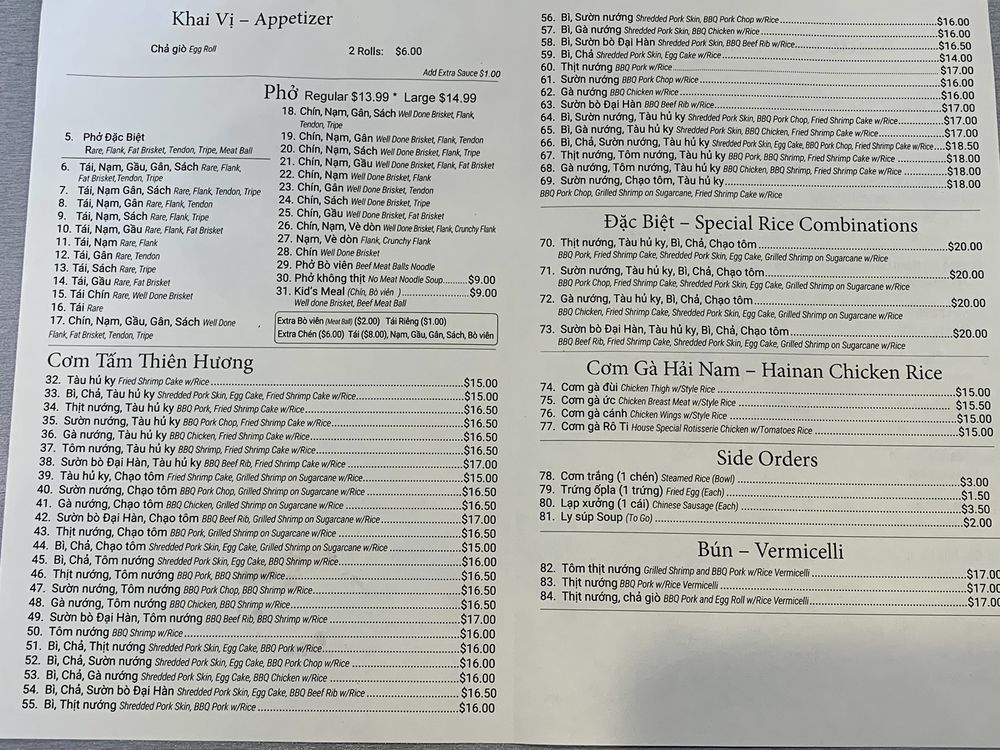 Khai Vị – Appetizer
Chả giò Egg Roll 2 Rolls: $6.00
Add Extra Sauce $1.00
Phở Regular $13.99 * Large $14.99
5. Phở Đặc Biệt
Rare, Flank, Fat Brisket, Tendon, Tripe, Meat Ball
6. Tái, Nạm, Gầu, Gân, Sách Rare, Flank,
Fat Brisket, Tendon, Tripe
7. Tái, Nạm, Gân, Sách Rare, Flank, Tendon, Tripe
8. Tái, Nạm, Gân Rare, Flank, Tendon
9. Tái, Nạm, Sách Rare, Flank, Tripe
10. Tái, Nạm, Gầu Rare, Flank, Fat Brisket
11. Tái, Nạm Rare, Flank
12. Tái, Gân Rare, Tendon
13. Tái, Sách Rare, Tripe
14. Tái, Gầu Rare, Flank, Fat Brisket
15. Tái Chín Rare, Well Done Brisket
16. Tái Rare
17. Chín, Nạm, Gầu, Gân, Sách Well Done
Flank, Fat Brisket, Tendon, Tripe
18. Chín, Nạm, Gân, Sách Well Done Brisket, Flank,
Tendon, Tripe
19. Chín, Nạm, Gân Well Done Brisket, Flank, Tendon
20. Chín, Nạm, Sách Well Done Brisket, Flank, Tripe
21. Chín, Nạm, Gầu Well Done Brisket, Flank, Fat Brisket
22. Chín, Nạm Well Done Brisket, Flank
23. Chín, Gân Well Done Brisket, Tendon
24. Chín, Sách Well Done Brisket, Tripe
25. Chín, Gầu Well Done Brisket, Fat Brisket
26. Chín, Nạm, Vè dòn Well Done Brisket, Flank, Crunchy Flank
27. Nạm, Vè dòn Flank, Crunchy Flank
28. Chín Well Done Brisket
29. Phở Bò viên Beef Meat Balls Noodle
30. Phở không thịt No Meat Noodle Soup........$9.00
31. Kid's Meal (Chín, Bò viên )........$9.00
Well done Brisket, Beef Meat Ball
Extra Bò viên (Meat Ball) ($2.00) Tái Riêng ($1.00)
Extra Chén ($6.00) Tái ($8.00), Nạm, Gầu, Gân, Sách, Bò viên
Cơm Tấm Thiên Hương
32. Tàu hủ ky Fried Shrimp Cake w/Rice........$15.00
33. Bì, Chả, Tàu hủ ky Shredded Pork Skin, Egg Cake, Fried Shrimp Cake w/Rice........$15.00
34. Thịt nướng, Tàu hủ ky BBQ Pork, Fried Shrimp Cake w/Rice........$16.50
35. Sườn nướng, Tàu hủ ky BBQ Pork Chop, Fried Shrimp Cake w/Rice........$16.50
36. Gà nướng, Tàu hủ ky BBQ Chicken, Fried Shrimp Cake w/Rice........$16.50
37. Tôm nướng, Tàu hủ ky BBQ Shrimp, Fried Shrimp Cake w/Rice........$16.50
38. Sườn bò Đại Hàn, Tàu hủ ky BBQ Beef Rib, Fried Shrimp Cake w/Rice........$17.00
39. Tàu hủ ky, Chạo tôm Fried Shrimp Cake, Grilled Shrimp on Sugarcane w/Rice........$15.00
40. Sườn nướng, Chạo tôm BBQ Pork Chop, Grilled Shrimp on Sugarcane w/Rice........$16.50
41. Gà nướng, Chạo tôm BBQ Chicken, Grilled Shrimp on Sugarcane w/Rice........$16.50
42. Sườn bò Đại Hàn, Chạo tôm BBQ Beef Rib, Grilled Shrimp on Sugarcane w/Rice........$17.00
43. Thịt nướng, Chạo tôm BBQ Pork, Grilled Shrimp on Sugarcane w/Rice........$16.50
44. Bì, Chả, Chạo tôm Shredded Pork Skin, Egg Cake, Grilled Shrimp on Sugarcane w/Rice........$15.00
45. Bì, Chả, Tôm nướng Shredded Pork Skin, Egg Cake, BBQ Shrimp w/Rice........$16.00
46. Thịt nướng, Tôm nướng BBQ Pork, BBQ Shrimp w/Rice........$16.50
47. Sườn nướng, Tôm nướng BBQ Pork Chop, BBQ Shrimp w/Rice........$16.50
48. Gà nướng, Tôm nướng BBQ Chicken, BBQ Shrimp w/Rice........$16.50
49. Sườn bò Đại Hàn, Tôm nướng BBQ Beef Rib, BBQ Shrimp w/Rice........$17.00
50. Tôm nướng BBQ Shrimp w/Rice........$16.00
51. Bì, Chả, Thịt nướng Shredded Pork Skin, Egg Cake, BBQ Pork w/Rice........$16.00
52. Bì, Chả, Sườn nướng Shredded Pork Skin, Egg Cake, BBQ Pork Chop w/Rice........$16.00
53. Bì, Chả, Gà nướng Shredded Pork Skin, Egg Cake, BBQ Chicken w/Rice........$16.00
54. Bì, Chả, Sườn bò Đại Hàn Shredded Pork Skin, Egg Cake, BBQ Beef Rib w/Rice........$16.50
55. Bì, Thịt nướng Shredded Pork Skin, BBQ Pork w/Rice........$16.00
56. Bì, Sườn nướng Shredded Pork Skin, BBQ Pork Chop w/Rice........$16.00
57. Bì, Gà nướng Shredded Pork Skin, BBQ Chicken w/Rice........$16.00
58. Bì, Sườn bò Đại Hàn Shredded Pork Skin, BBQ Beef Rib w/Rice........$16.50
59. Bì, Chả Shredded Pork Skin, Egg Cake w/Rice........$14.00
60. Thịt nướng BBQ Pork w/Rice........$17.00
61. Sườn nướng BBQ Pork Chop w/Rice........$16.00
62. Gà nướng BBQ Chicken w/Rice........$16.00
63. Sườn bò Đại Hàn BBQ Beef Rib w/Rice........$17.00
64. Bì, Sườn nướng, Tàu hủ ky Shredded Pork Skin, BBQ Pork Chop, Fried Shrimp Cake w/Rice........$17.00
65. Bì, Gà nướng, Tàu hủ ky Shredded Pork Skin, BBQ Chicken, Fried Shrimp Cake w/Rice........$17.00
66. Bì, Chả, Sườn nướng, Tàu hủ ky Shredded Pork Skin, Egg Cake, BBQ Pork Chop, Fried Shrimp Cake w/Rice....$18.50
67. Thịt nướng, Tôm nướng, Tàu hủ ky BBQ Pork, BBQ Shrimp, Fried Shrimp Cake w/Rice........$18.00
68. Gà nướng, Tôm nướng, Tàu hủ ky BBQ Chicken, BBQ Shrimp, Fried Shrimp Cake w/Rice........$18.00
69. Sườn nướng, Tàu hủ ky, Chạo tôm........$18.00
BBQ Pork Chop, Grilled Shrimp on Sugarcane, Fried Shrimp Cake w/Rice
Đặc Biệt – Special Rice Combinations
70. Thịt nướng, Tàu hủ ky, Bì, Chả, Chạo tôm........$20.00
BBQ Pork, Fried Shrimp Cake, Shredded Pork Skin, Egg Cake, Grilled Shrimp on Sugarcane w/Rice
71. Sườn nướng, Tàu hủ ky, Bì, Chả, Chạo tôm........$20.00
BBQ Pork Chop, Fried Shrimp Cake, Shredded Pork Skin, Egg Cake, Grilled Shrimp on Sugarcane w/Rice
72. Gà nướng, Tàu hủ ky, Bì, Chả, Chạo tôm........$20.00
BBQ Chicken, Fried Shrimp Cake, Shredded Pork Skin, Egg Cake, Grilled Shrimp on Sugarcane w/Rice
73. Sườn bò Đại Hàn, Tàu hủ ky, Bì, Chả, Chạo tôm........$20.00
BBQ Beef Rib, Fried Shrimp Cake, Shredded Pork Skin, Egg Cake, Grilled Shrimp on Sugarcane w/Rice
Cơm Gà Hải Nam – Hainan Chicken Rice
74. Cơm gà đùi Chicken Thigh w/Style Rice........$15.00
75. Cơm gà ức Chicken Breast Meat w/Style Rice........$15.50
76. Cơm gà cánh Chicken Wings w/Style Rice........$15.00
77. Cơm gà Rô Ti House Special Rotisserie Chicken w/Tomatoes Rice........$15.00
Side Orders
78. Cơm trắng (1 chén) Steamed Rice (Bowl)........$3.00
79. Trứng ốpla (1 trứng) Fried Egg (Each)........$1.50
80. Lạp xưởng (1 cái) Chinese Sausage (Each)........$3.50
81. Ly súp Soup (To Go)........$2.00
Bún – Vermicelli
82. Tôm thịt nướng Grilled Shrimp and BBQ Pork w/Rice Vermicelli........$17.00
83. Thịt nướng BBQ Pork w/Rice Vermicelli........$17.00
84. Thịt nướng, chả giò BBQ Pork and Egg Roll w/Rice Vermicelli........$17.00